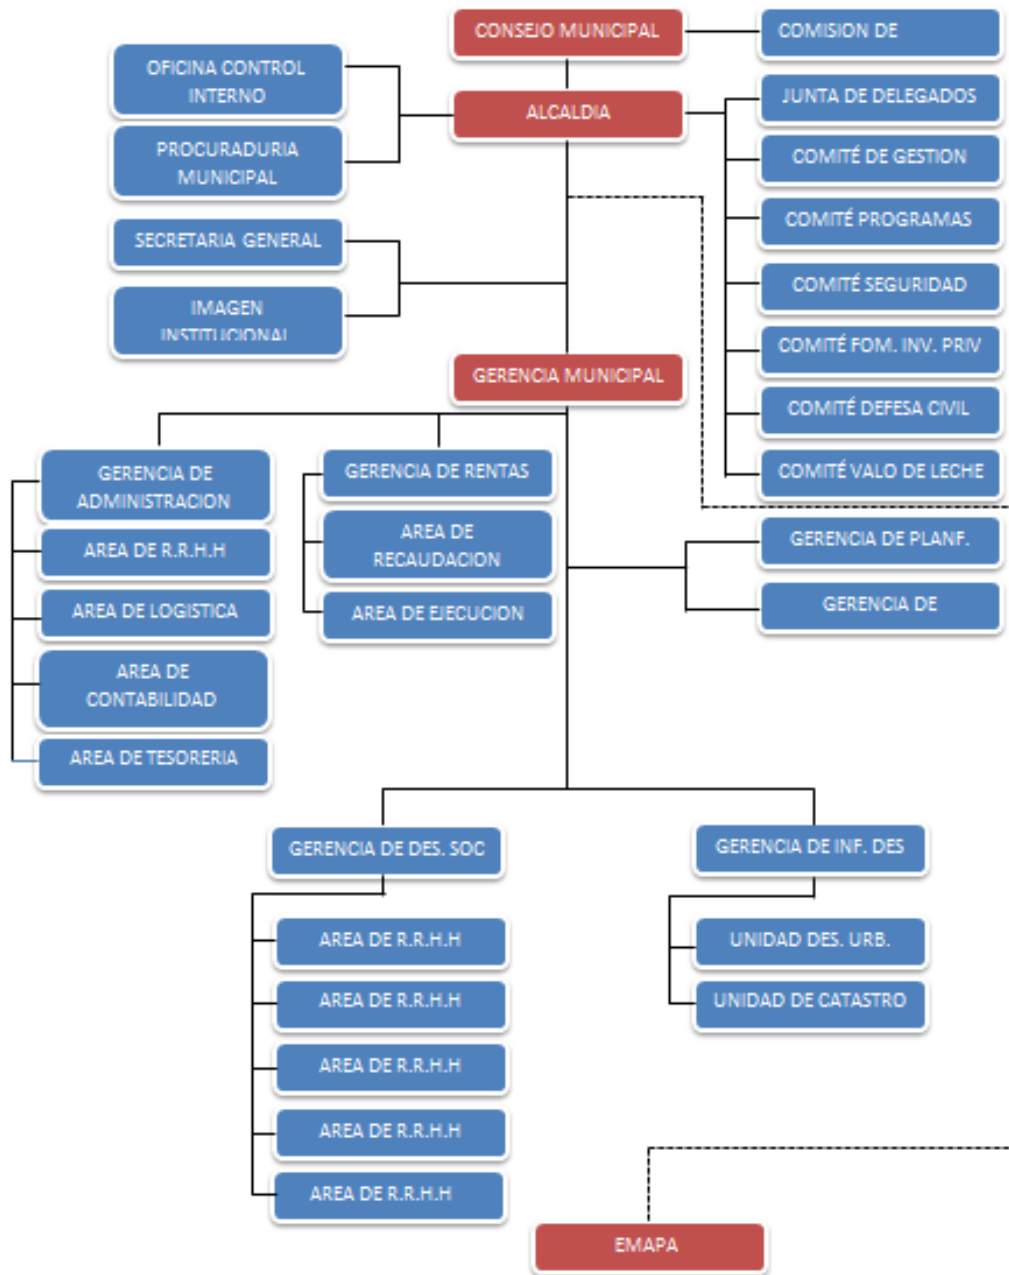 CONSEJO MUNICIPAL
COMISION DE
OFICINA CONTROL
INTERNO
ALCALDIA
JUNTA DE DELEGADOS
PROCURADURIA
MUNICIPAL
COMITÉ DE GESTION
COMITÉ PROGRAMAS
SECRETARIA GENERAL
COMITÉ SEGURIDAD
IMAGEN
INSTITUCIONAL
COMITÉ FOM. INV. PRIV
GERENCIA MUNICIPAL
COMITÉ DEFESA CIVIL
COMITÉ VALO DE LECHE
GERENCIA DE
ADMINISTRACION
GERENCIA DE RENTAS
AREA DE R.R.H.H
AREA DE
RECAUDACION
GERENCIA DE PLANF.
AREA DE LOGISTICA
AREA DE EJECUCION
GERENCIA DE
AREA DE
CONTABILIDAD
AREA DE TESORERIA
GERENCIA DE DES. SOC
GERENCIA DE INF. DES
AREA DE R.R.H.H
UNIDAD DES. URB.
AREA DE R.R.H.H
UNIDAD DE CATASTRO
AREA DE R.R.H.H
AREA DE R.R.H.H
AREA DE R.R.H.H
EMAPA